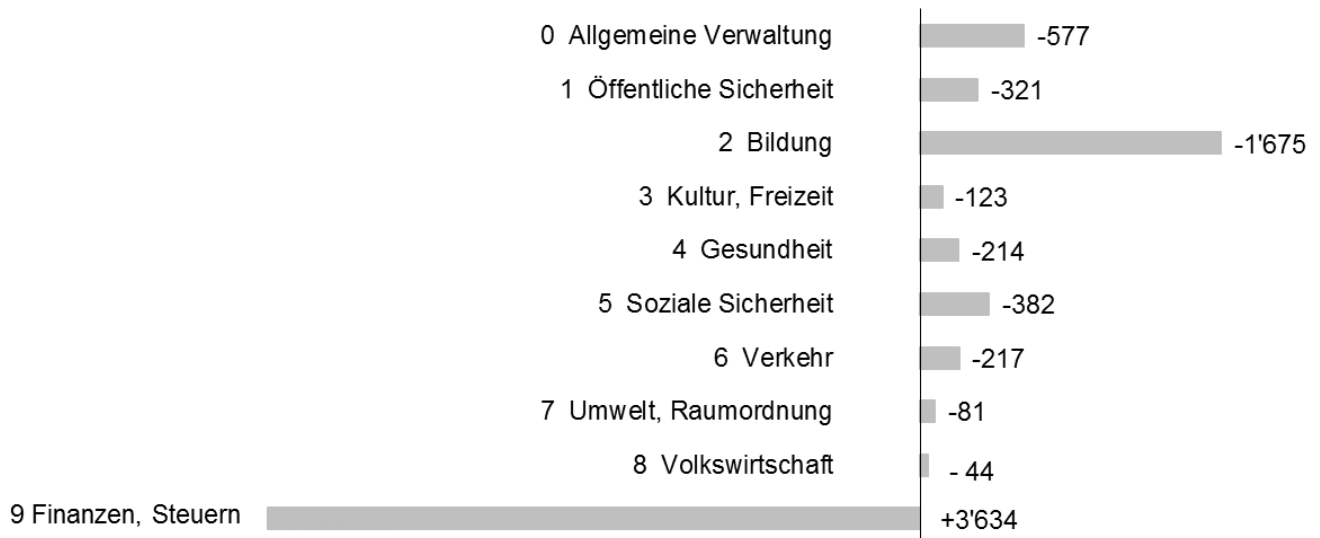 0 Allgemeine Verwaltung -577
1 Öffentliche Sicherheit -321
2 Bildung -1'675
3 Kultur, Freizeit -123
4 Gesundheit -214
5 Soziale Sicherheit -382
6 Verkehr -217
7 Umwelt, Raumordnung -81
8 Volkswirtschaft - 44
9 Finanzen, Steuern +3'634